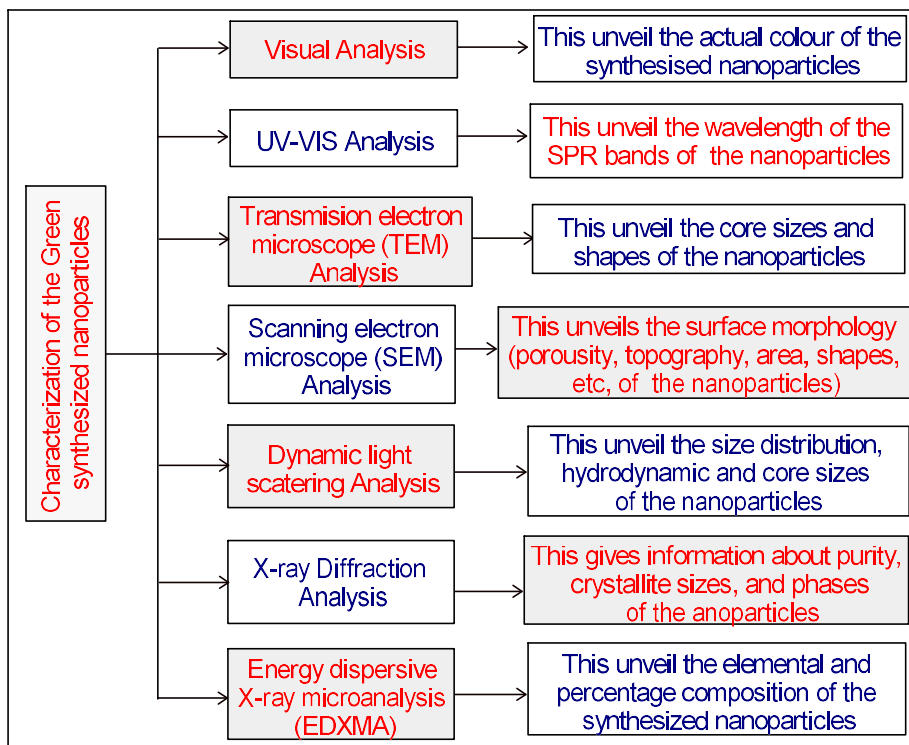 Characterization of the Green
synthesized nanoparticles
Visual Analysis
This unveil the actual colour of the
synthesised nanoparticles
UV-VIS Analysis
This unveil the wavelength of the
SPR bands of the nanoparticles
Transmision electron
microscope (TEM)
Analysis
This unveil the core sizes and
shapes of the nanoparticles
Scanning electron
microscope (SEM)
Analysis
This unveils the surface morphology
(porousity, topography, area, shapes,
etc, of the nanoparticles)
Dynamic light
scatering Analysis
This unveil the size distribution,
hydrodynamic and core sizes
of the nanoparticles
X-ray Diffraction
Analysis
This gives information about purity,
crystallite sizes, and phases
of the anoparticles
Energy dispersive
X-ray microanalysis
(EDXMA)
This unveil the elemental and
percentage composition of the
synthesized nanoparticles